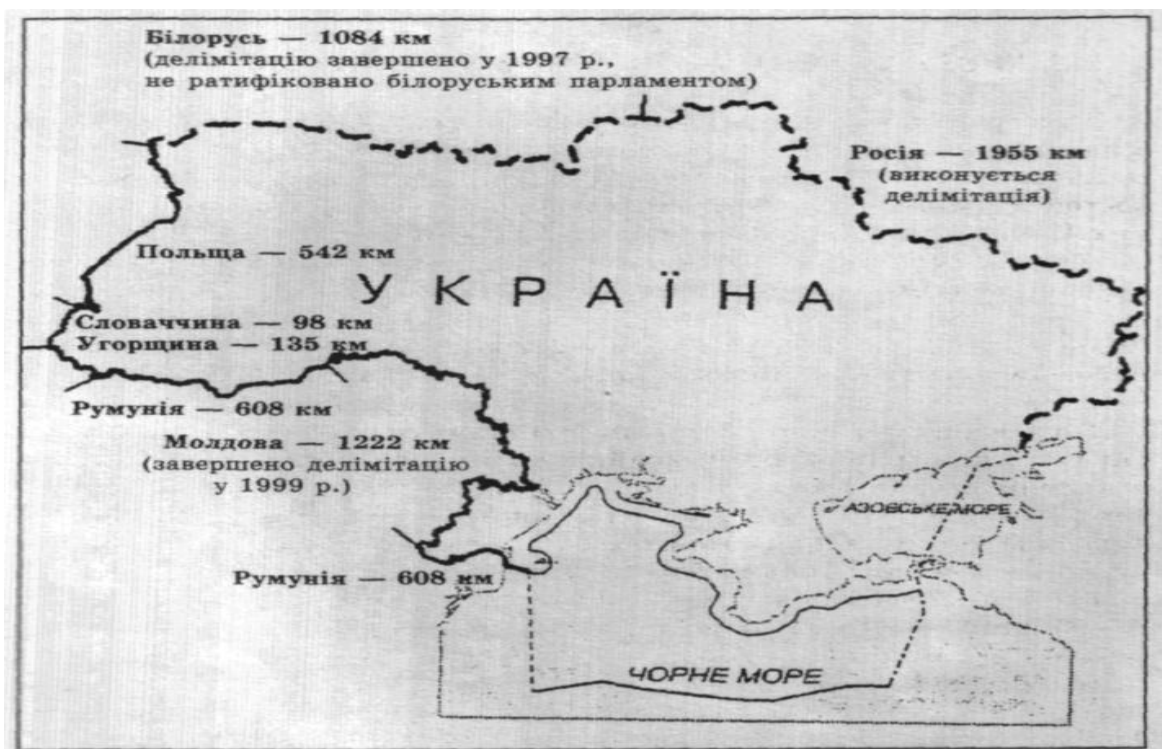 Білорусь — 1084 км
(делімітацію завершено у 1997 р.,
не ратифіковано білоруським парламентом)
Росія — 1955 км
(виконується
делімітація)
Польща — 542 км
УКРАЇНА
Словаччина — 98 км
Угорщина — 135 км
Румунія — 608 км
Молдова — 1222 км
(завершено делімітацію
у 1999 р.)
АЗОВСЬКЕ МОРЕ
Румунія — 608 км
ЧОРНЕ МОРЕ